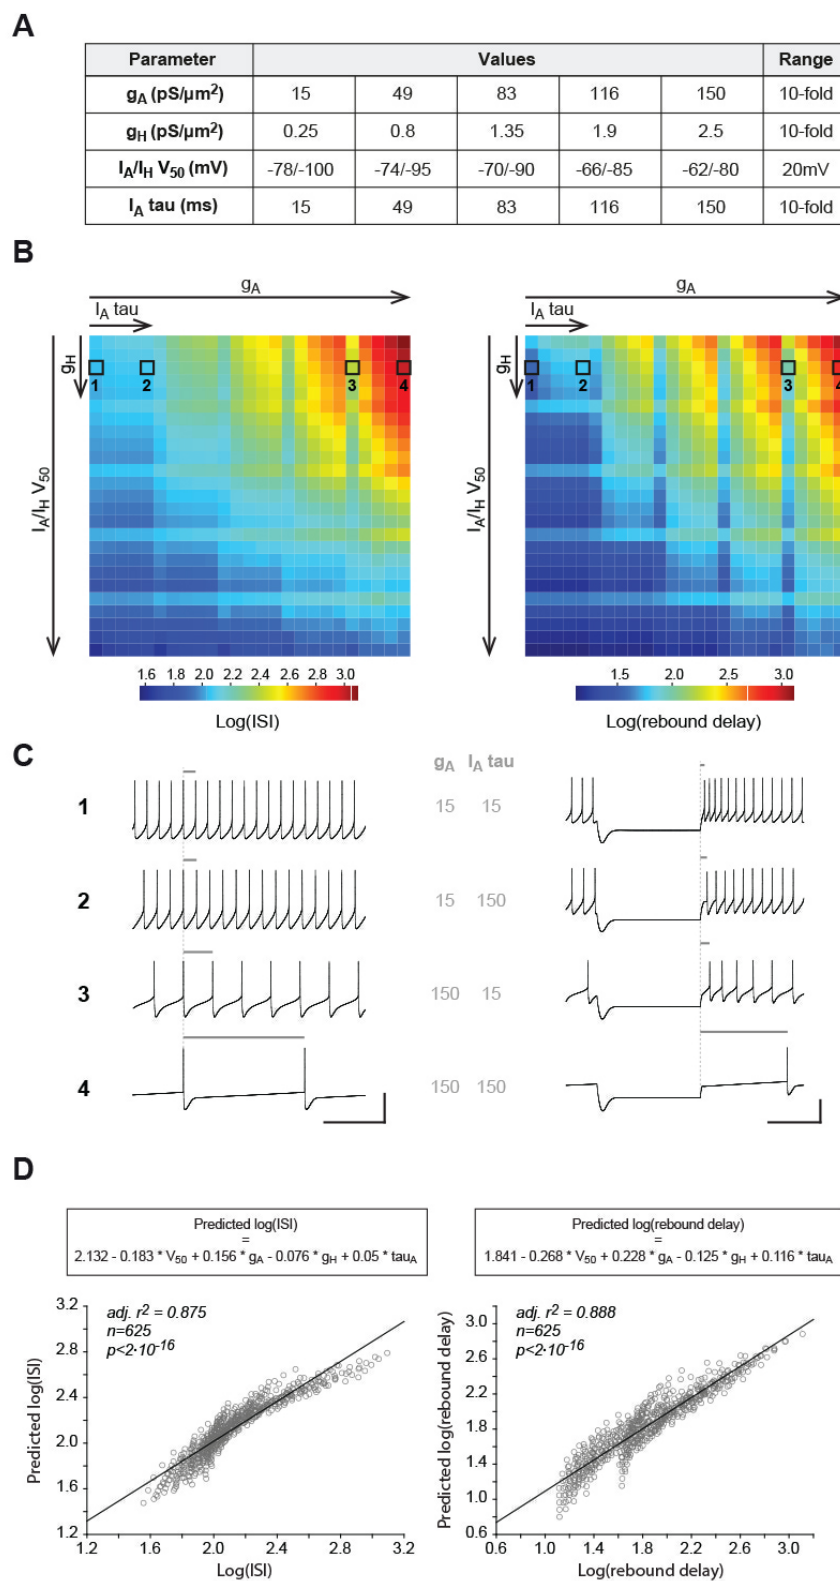 A
Parameter Values Range
gA (pS/µm²) 15 49 83 116 150 10-fold
gH (pS/µm²) 0.25 0.8 1.35 1.9 2.5 10-fold
IA/IH V50 (mV) -78/-100 -74/-95 -70/-90 -66/-85 -62/-80 20mV
IA tau (ms) 15 49 83 116 150 10-fold
B
gA
IA tau
gH
IA/IH V50
1 2 3 4
1.6 1.8 2.0 2.2 2.4 2.6 2.8 3.0
Log(ISI)
gA
IA tau
gH
IA/IH V50
1 2 3 4
1.5 2.0 2.5 3.0
Log(rebound delay)
C
gA IA tau
1 15 15
2 15 150
3 150 15
4 150 150
D
Predicted log(ISI)
=
2.132 - 0.183 * V50 + 0.156 * gA - 0.076 * gH + 0.05 * tauA
adj. r² = 0.875
n=625
p<2·10-16
Predicted log(ISI)
3.2
2.8
2.4
2.0
1.6
1.2
1.2 1.6 2.0 2.4 2.8 3.2
Log(ISI)
Predicted log(rebound delay)
=
1.841 - 0.268 * V50 + 0.228 * gA - 0.125 * gH + 0.116 * tauA
adj. r² = 0.888
n=625
p<2·10-16
Predicted log(rebound delay)
3.0
2.6
2.2
1.8
1.4
1.0
0.6
0.6 1.0 1.4 1.8 2.2 2.6 3.0
Log(rebound delay)